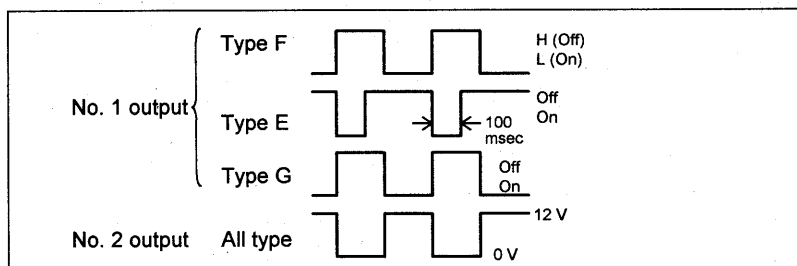 Type F
H (Off)
L (On)
No. 1 output
Type E
Off
On
100
msec
Type G
Off
On
12 V
No. 2 output
All type
0 V